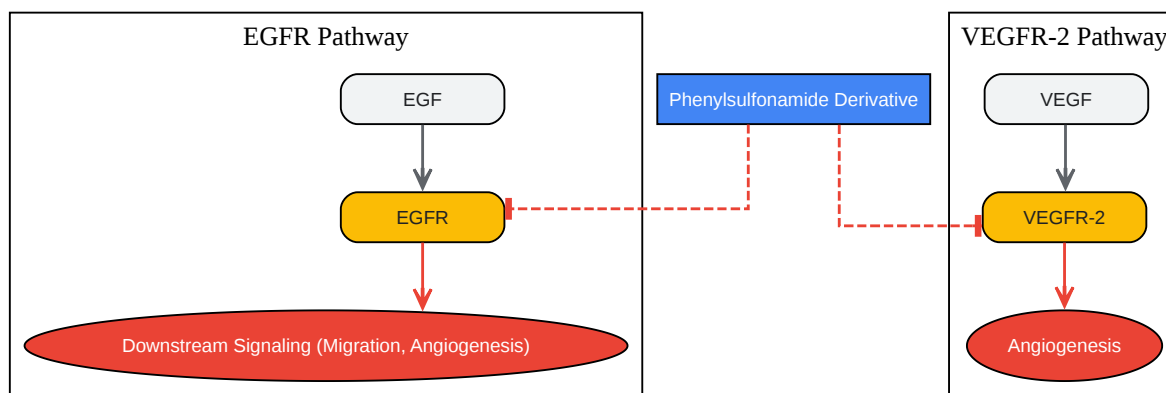 EGFR Pathway
VEGFR-2 Pathway
EGF
Phenylsulfonamide Derivative
VEGF
EGFR
VEGFR-2
Downstream Signaling (Migration, Angiogenesis)
Angiogenesis